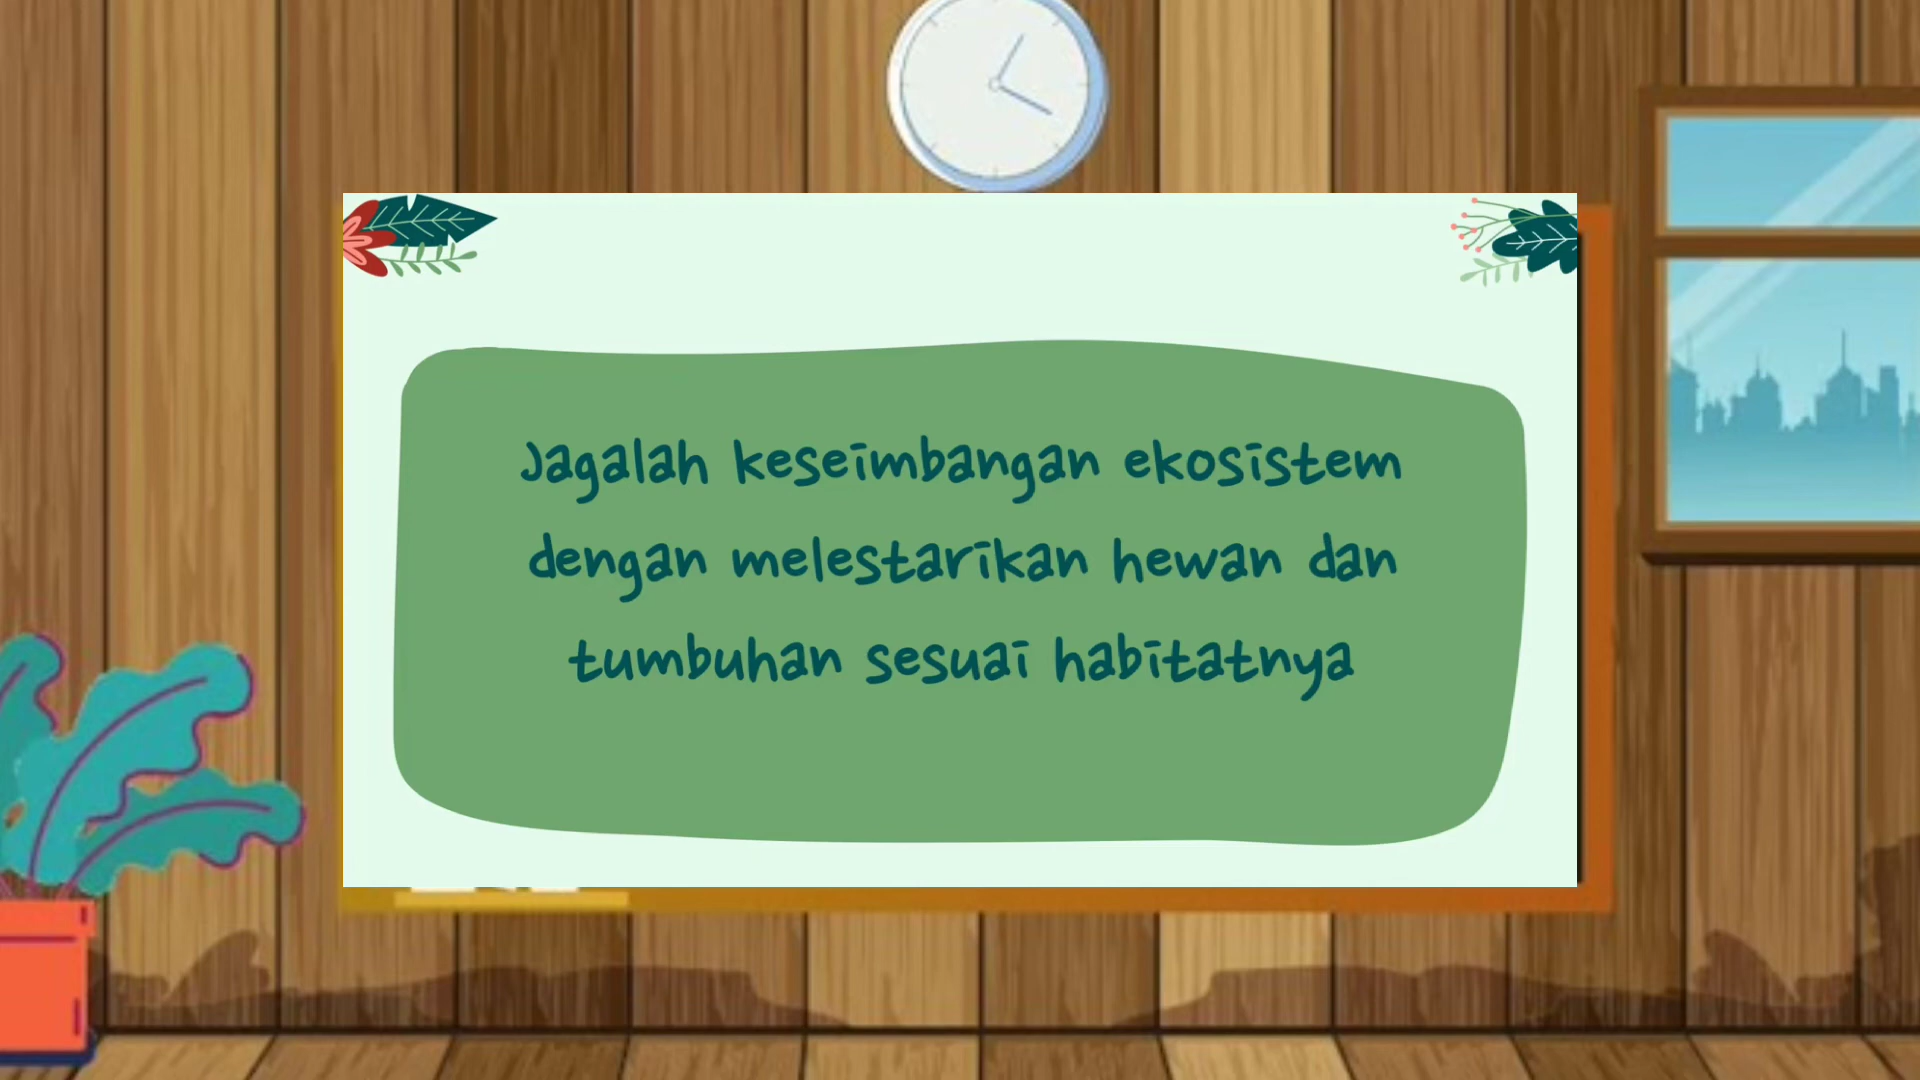 Jagalah keseimbangan ekosistem
dengan melestarikan hewan dan
tumbuhan sesuai habitatnya